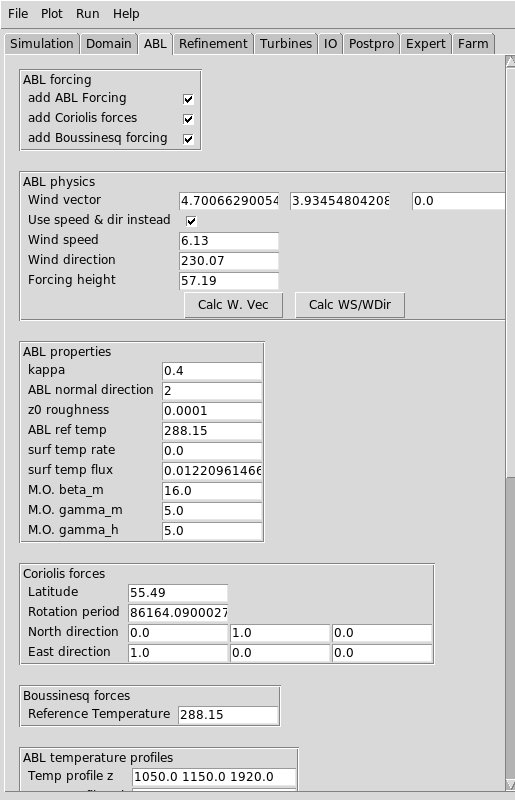 File Plot Run Help
Simulation Domain ABL Refinement Turbines IO Postpro Expert Farm
ABL forcing
add ABL Forcing
add Coriolis forces
add Boussinesq forcing
ABL physics
Wind vector 4.70066290054 3.93454804208 0.0
Use speed & dir instead
Wind speed 6.13
Wind direction 230.07
Forcing height 57.19
Calc W. Vec Calc WS/WDir
ABL properties
kappa 0.4
ABL normal direction 2
z0 roughness 0.0001
ABL ref temp 288.15
surf temp rate 0.0
surf temp flux 0.01220961466
M.O. beta_m 16.0
M.O. gamma_m 5.0
M.O. gamma_h 5.0
Coriolis forces
Latitude 55.49
Rotation period 86164.0900027
North direction 0.0 1.0 0.0
East direction 1.0 0.0 0.0
Boussinesq forces
Reference Temperature 288.15
ABL temperature profiles
Temp profile z 1050.0 1150.0 1920.0